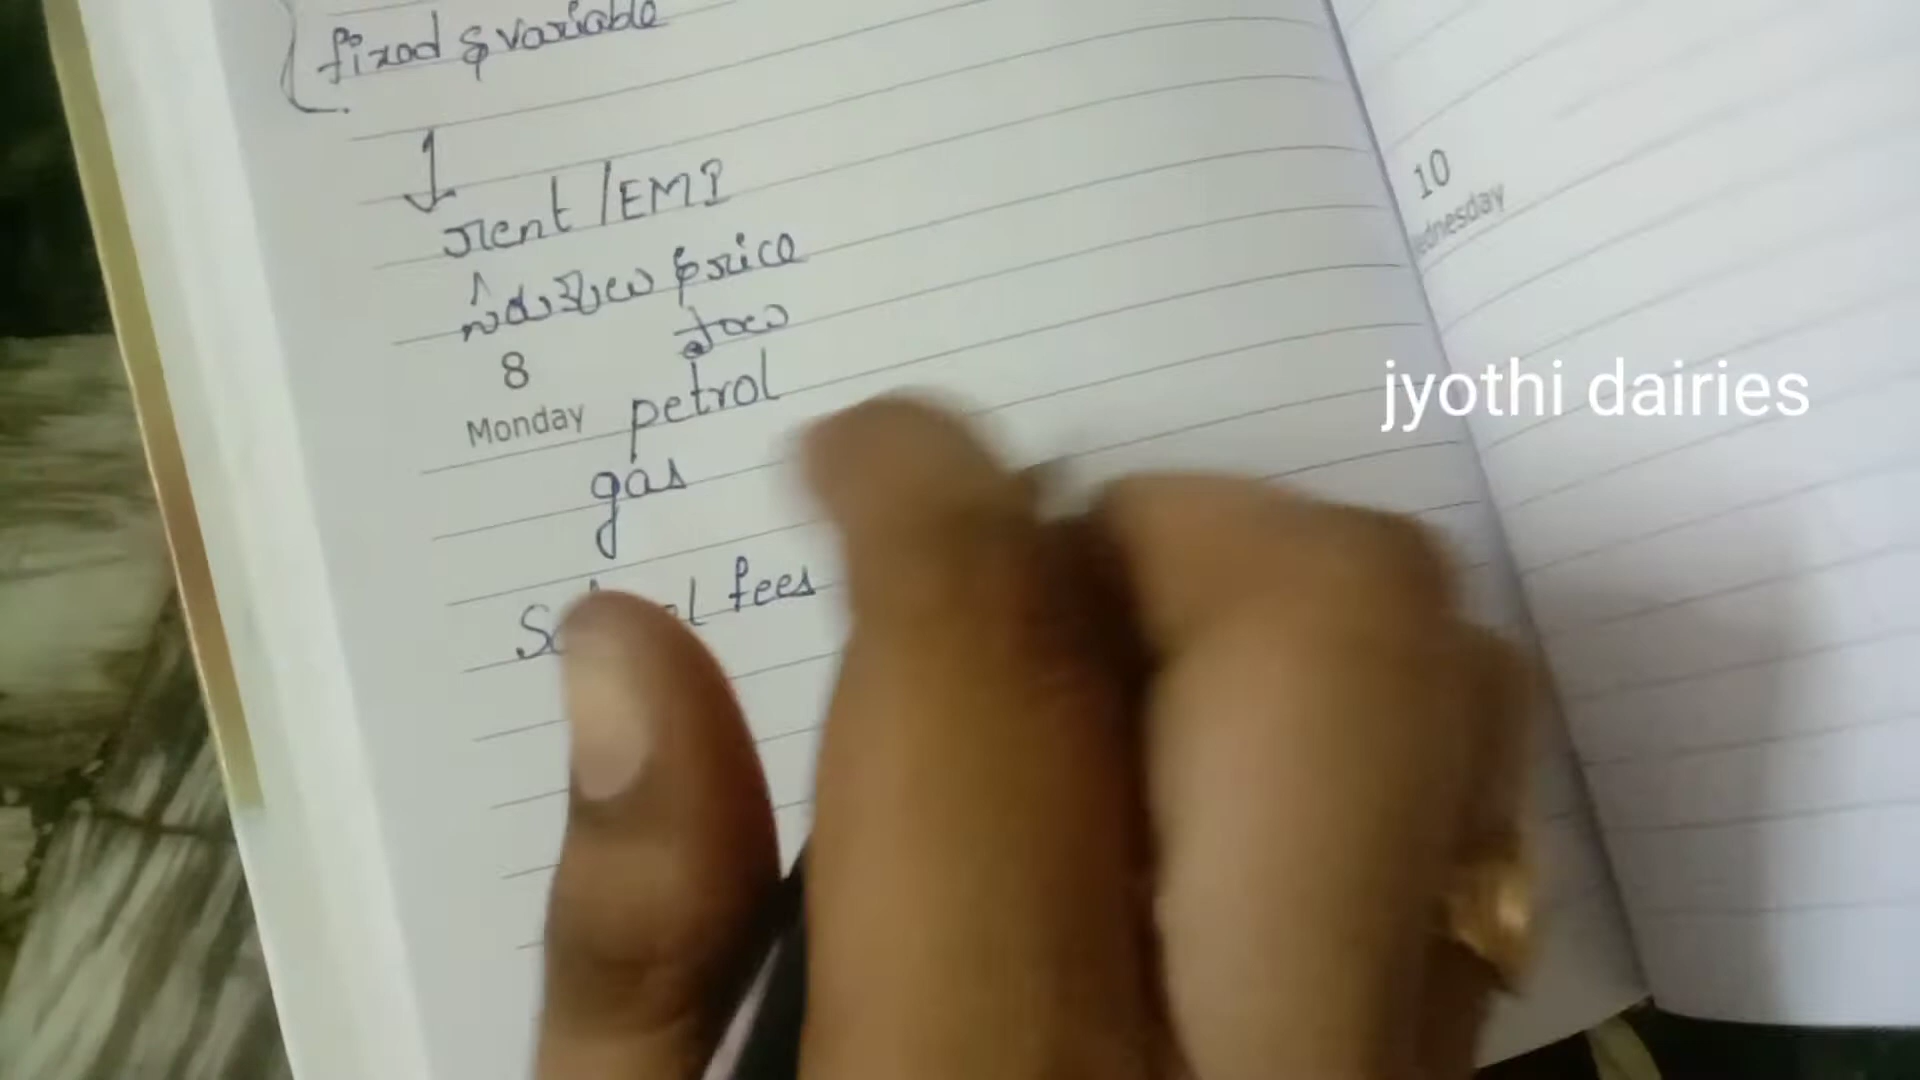 fixed & variable
rent / EMI
price
8
Monday petrol
gas
fees
10
jyothi dairies